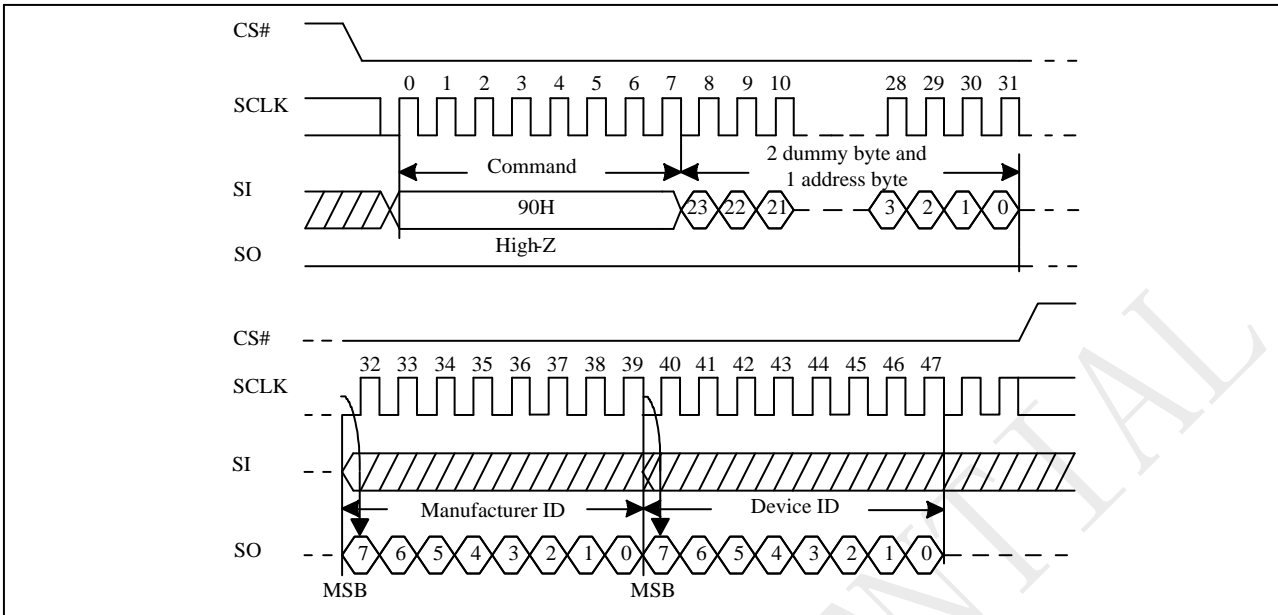 CS#
0 1 2 3 4 5 6 7 8 9 10 28 29 30 31
SCLK
Command
2 dummy byte and
1 address byte
SI
90H
23 22 21 3 2 1 0
High-Z
SO
CS#
32 33 34 35 36 37 38 39 40 41 42 43 44 45 46 47
SCLK
SI
Manufacturer ID Device ID
SO
7 6 5 4 3 2 1 0 7 6 5 4 3 2 1 0
MSB MSB
NTIAL